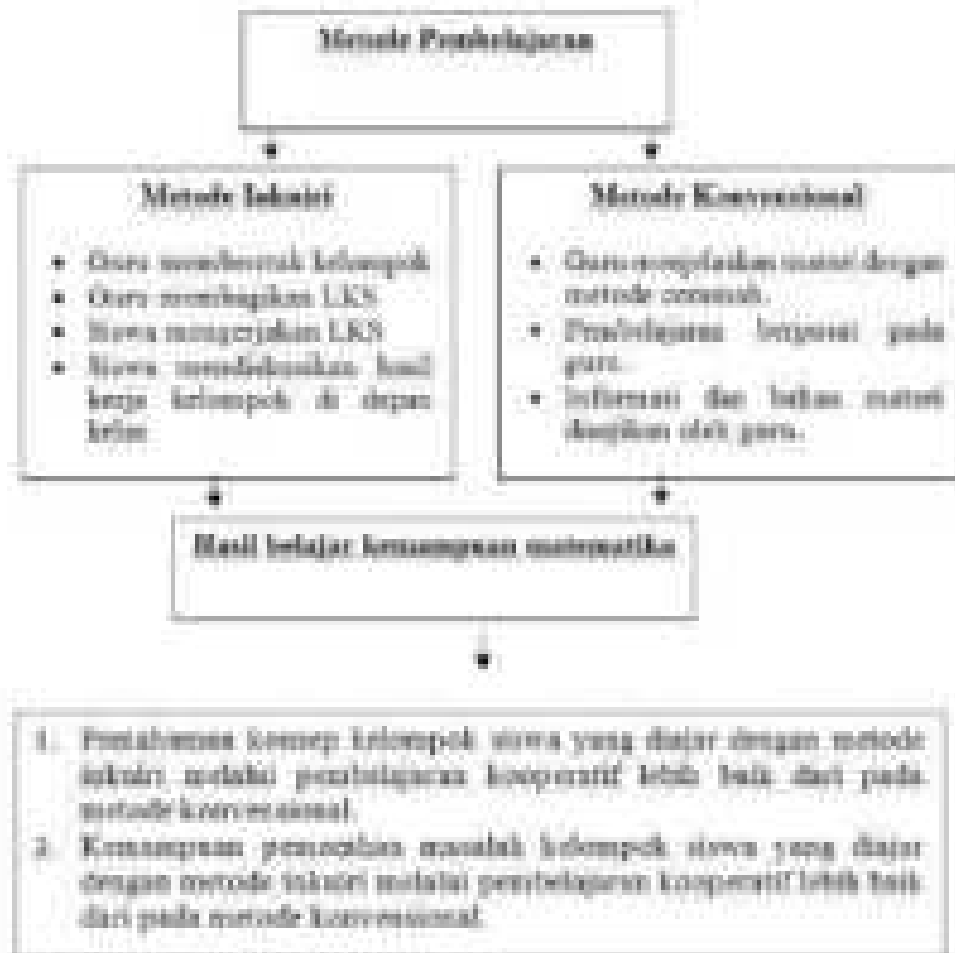 Metode Pembelajaran
Metode Inkuiri
• Guru membentuk kelompok
• Guru membagikan LKS
• Siswa mengerjakan LKS
• Siswa mendiskusikan hasil
kerja kelompok di depan
kelas
Metode Konvensional
• Guru menjelaskan materi dengan
metode ceramah.
• Pembelajaran berpusat pada
guru.
• Informasi dan bahan materi
disajikan oleh guru.
Hasil belajar kemampuan matematika
1. Pemahaman konsep kelompok siswa yang diajar dengan metode
inkuiri melalui pembelajaran kooperatif lebih baik dari pada
metode konvensional.
2. Kemampuan pemecahan masalah kelompok siswa yang diajar
dengan metode inkuiri melalui pembelajaran kooperatif lebih baik
dari pada metode konvensional.